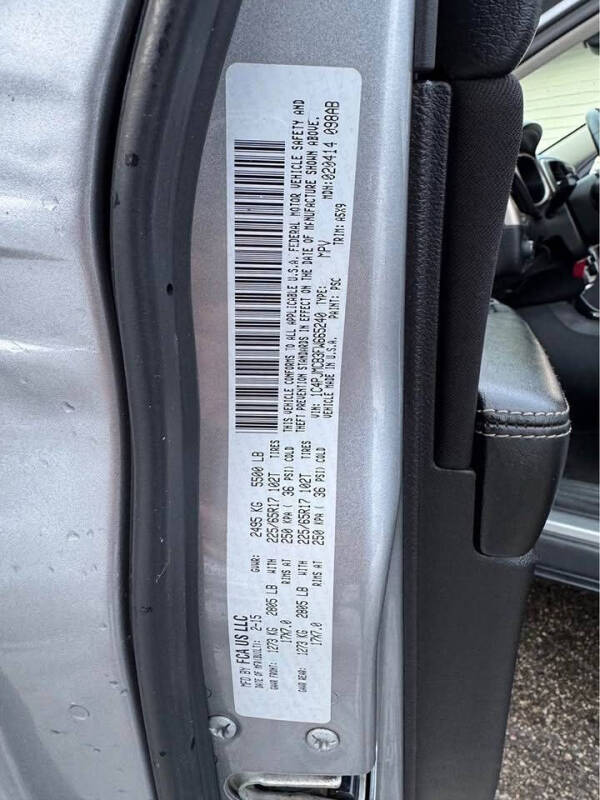 MFD BY FCA US LLC
DATE OF MFR(BUILT): 2-15 GVWR: 2495 KG 5500 LB
GAWR FRONT: 1273 KG 2805 LB WITH 225/65R17 102T TIRES
17X7.0 RIMS AT 250 KPA ( 36 PSI) COLD
GAWR REAR: 1273 KG 2805 LB WITH 225/65R17 102T TIRES
17X7.0 RIMS AT 250 KPA ( 36 PSI) COLD
THIS VEHICLE CONFORMS TO ALL APPLICABLE U.S.A. FEDERAL MOTOR VEHICLE SAFETY AND
THEFT PREVENTION STANDARDS IN EFFECT ON THE DATE OF MANUFACTURE SHOWN ABOVE.
VIN: 1C4PJMCB3FW665240 TYPE: MPV MDH: 020414 098AB
VEHICLE MADE IN U.S.A. PAINT: PSC TRIM: A5X9